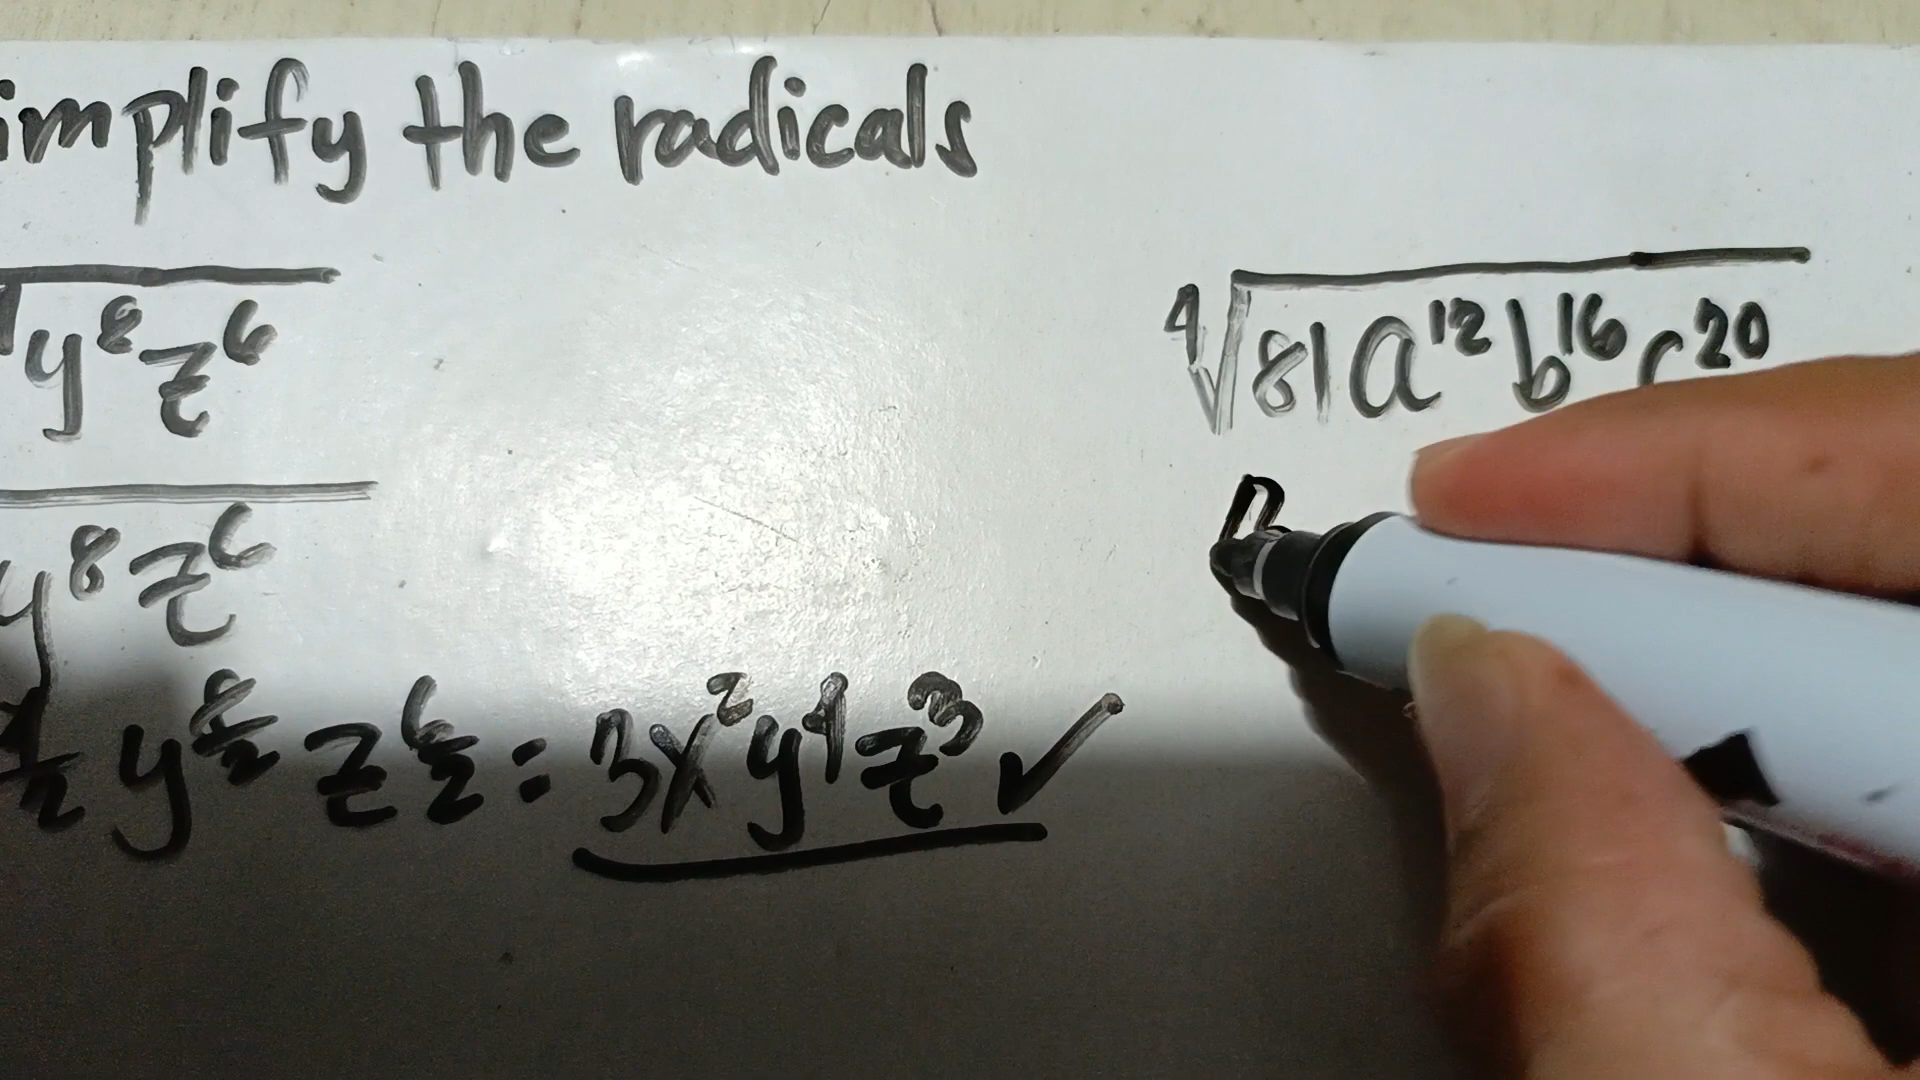 implify the radicals
y⁸z⁶
⁴√81a¹²b¹⁶c²⁰
y⁸z⁶
y^8/2 z^6/2 = 3x²y⁴z³ ✓